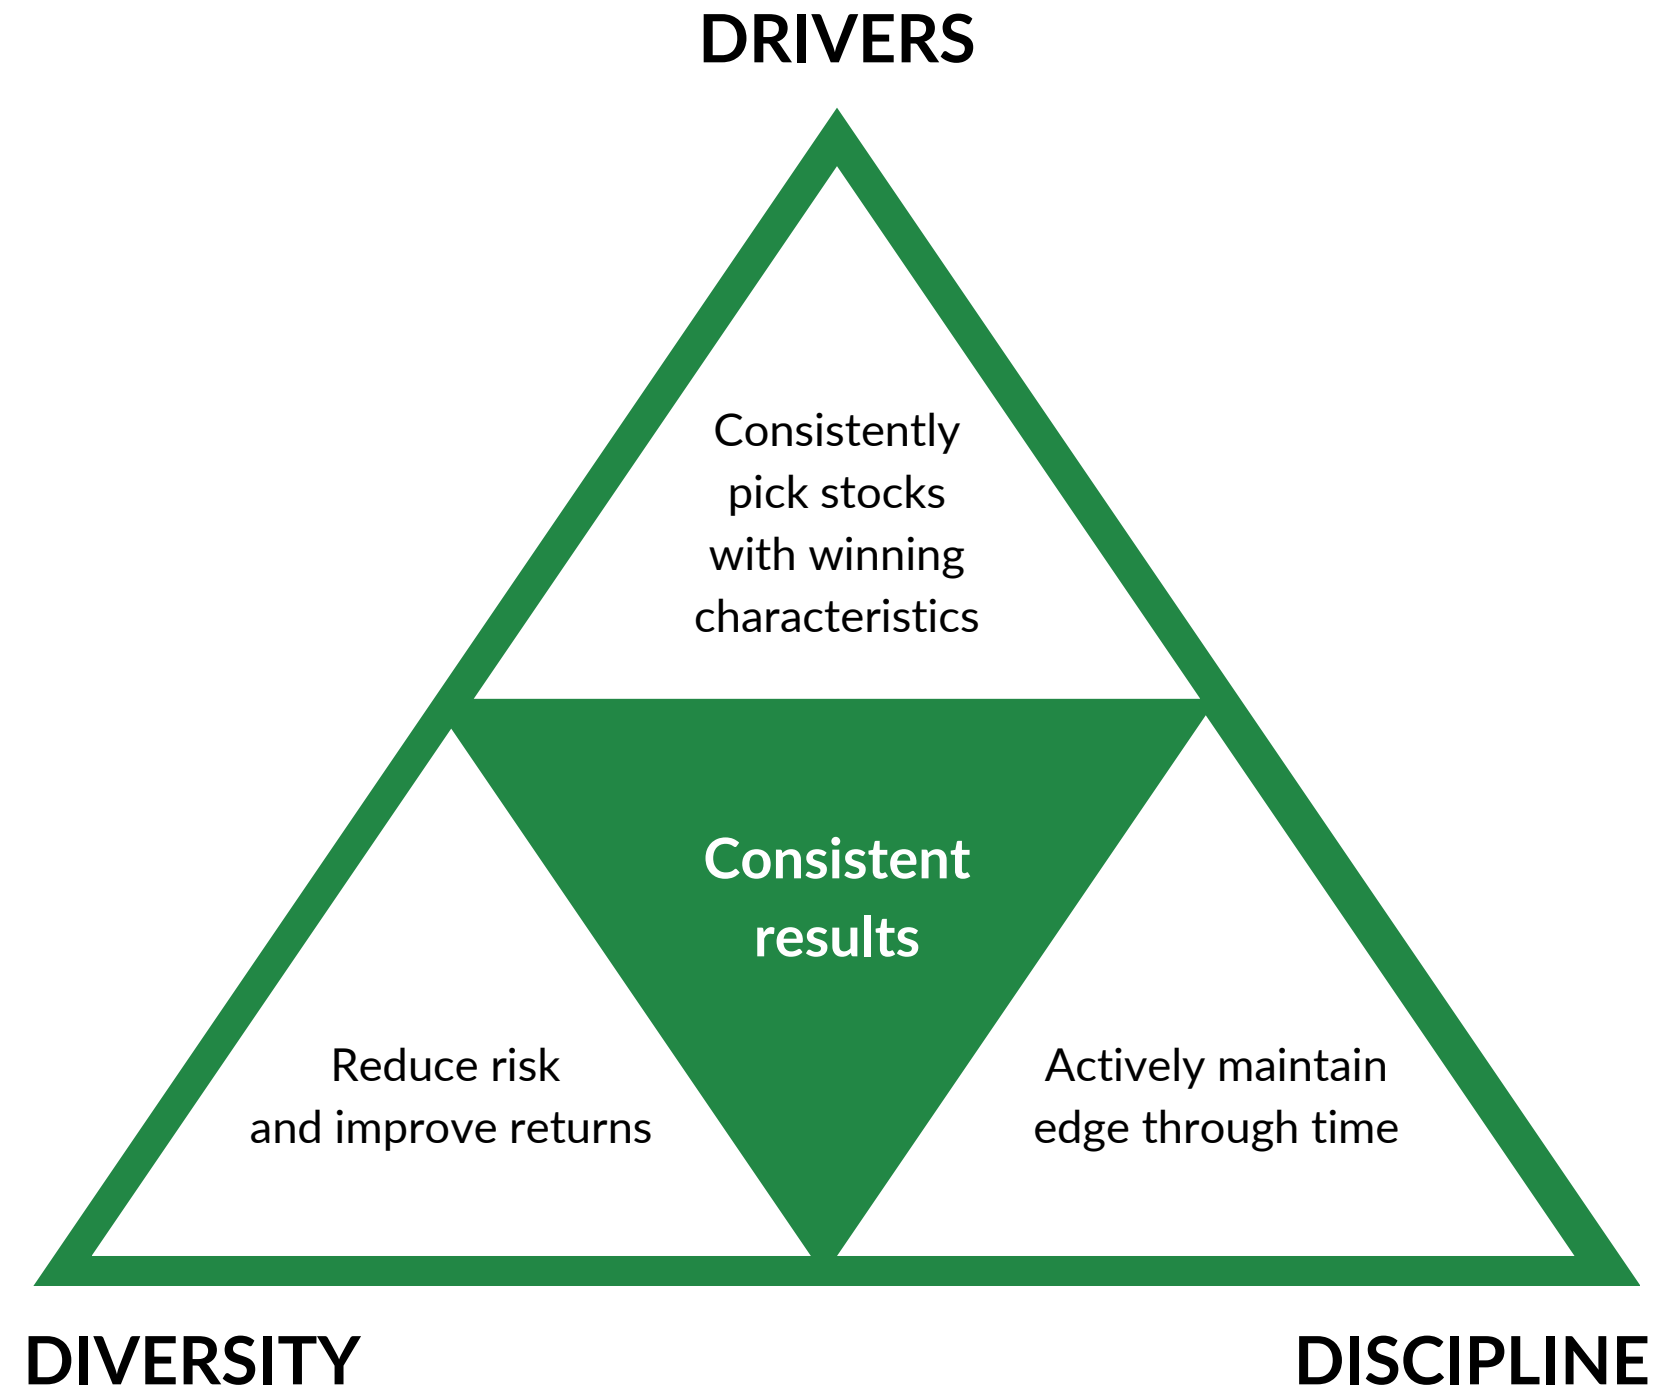 DRIVERS
Consistently
pick stocks
with winning
characteristics
Consistent
results
Reduce risk
and improve returns
Actively maintain
edge through time
DIVERSITY
DISCIPLINE